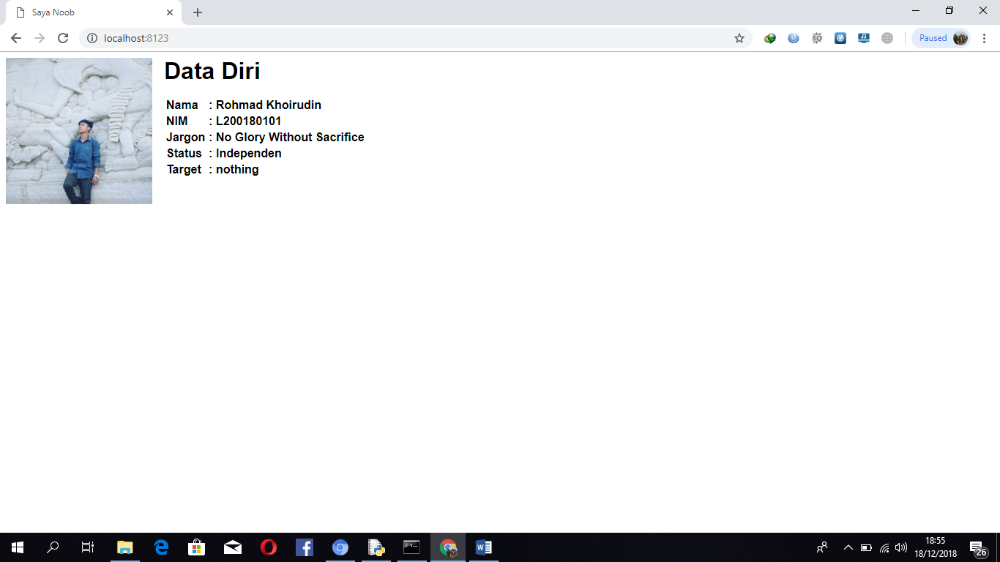 Saya Noob
localhost:8123
Paused
Data Diri
Nama : Rohmad Khoirudin
NIM : L200180101
Jargon : No Glory Without Sacrifice
Status : Independen
Target : nothing
18:55
18/12/2018
26